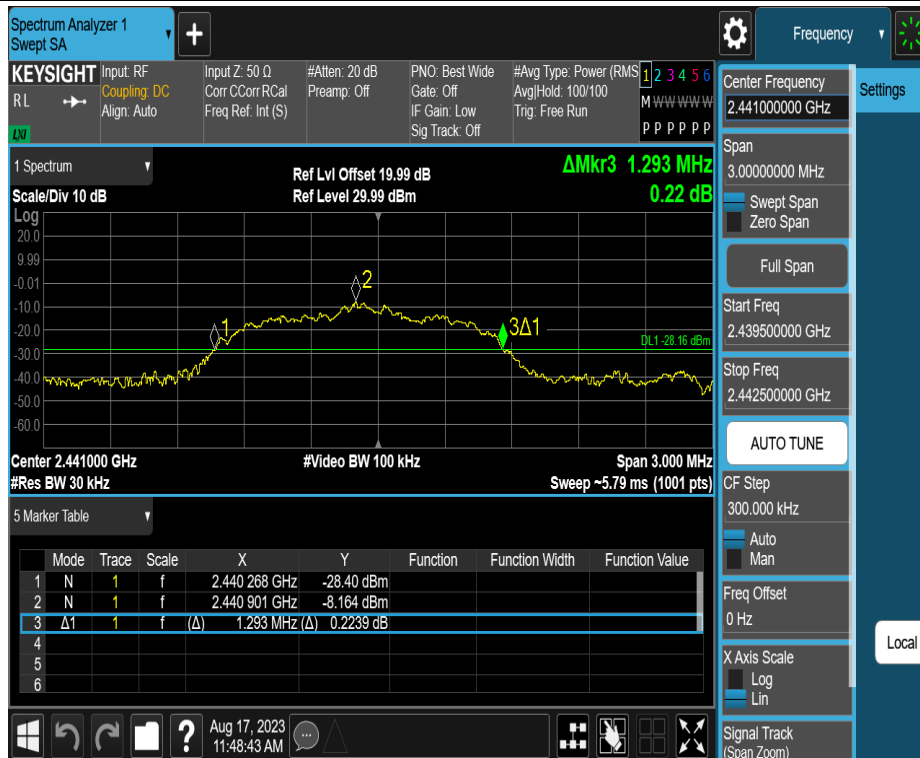 Spectrum Analyzer 1
Swept SA
+
Frequency
KEYSIGHT
R L
LXI
Input: RF
Coupling: DC
Align: Auto
Input Z: 50 Ω
Corr CCorr RCal
Freq Ref: Int (S)
#Atten: 20 dB
Preamp: Off
PNO: Best Wide
Gate: Off
IF Gain: Low
Sig Track: Off
#Avg Type: Power (RMS
Avg|Hold: 100/100
Trig: Free Run
1 2 3 4 5 6
M W W W W W
P P P P P P
Center Frequency
2.441000000 GHz
Settings
1 Spectrum
Scale/Div 10 dB
Ref Lvl Offset 19.99 dB
Ref Level 29.99 dBm
ΔMkr3 1.293 MHz
0.22 dB
Log
20.0
9.99
-0.01
-10.0
-20.0
-30.0
-40.0
-50.0
-60.0
1
2
3Δ1
DL1 -28.16 dBm
Center 2.441000 GHz
#Res BW 30 kHz
#Video BW 100 kHz
Span 3.000 MHz
Sweep ~5.79 ms (1001 pts)
Span
3.00000000 MHz
Swept Span
Zero Span
Full Span
Start Freq
2.439500000 GHz
Stop Freq
2.442500000 GHz
AUTO TUNE
CF Step
300.000 kHz
Auto
Man
Freq Offset
0 Hz
X Axis Scale
Log
Lin
Signal Track
(Span Zoom)
Local
5 Marker Table
Mode Trace Scale X Y Function Function Width Function Value
1 N 1 f 2.440 268 GHz -28.40 dBm
2 N 1 f 2.440 901 GHz -8.164 dBm
3 Δ1 1 f (Δ) 1.293 MHz (Δ) 0.2239 dB
4
5
6
?
Aug 17, 2023
11:48:43 AM